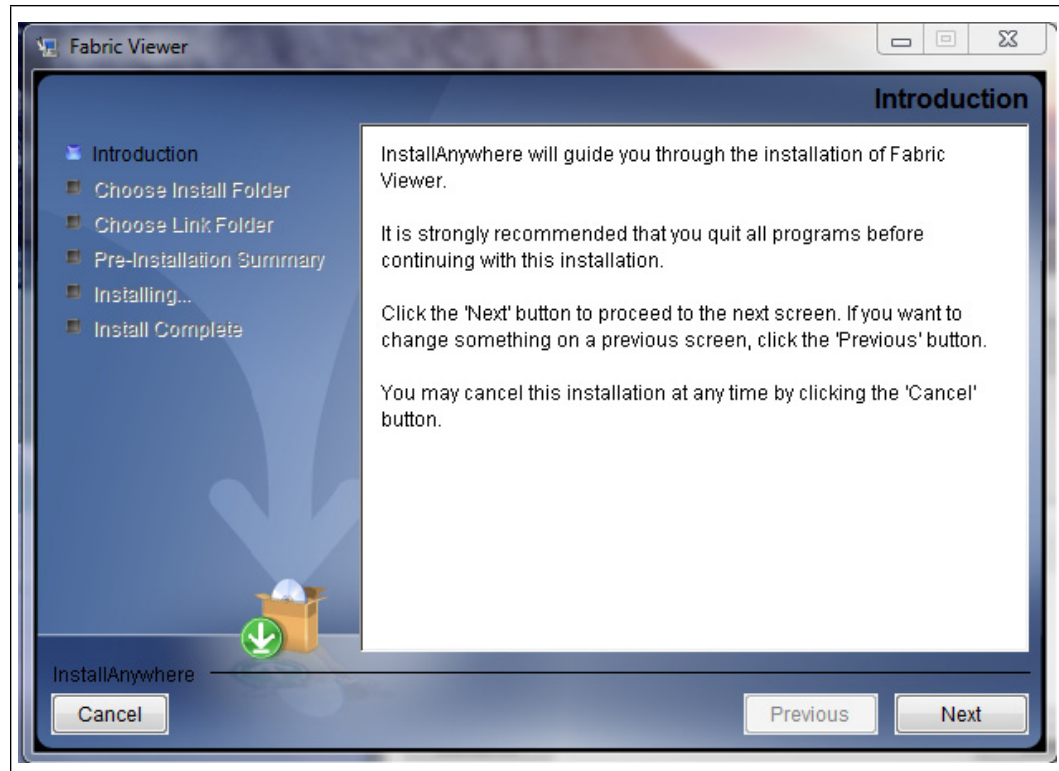 Fabric Viewer
Introduction
Introduction
Choose Install Folder
Choose Link Folder
Pre-Installation Summary
Installing...
Install Complete
InstallAnywhere will guide you through the installation of Fabric
Viewer.
It is strongly recommended that you quit all programs before
continuing with this installation.
Click the 'Next' button to proceed to the next screen. If you want to
change something on a previous screen, click the 'Previous' button.
You may cancel this installation at any time by clicking the 'Cancel'
button.
InstallAnywhere
Cancel
Previous
Next